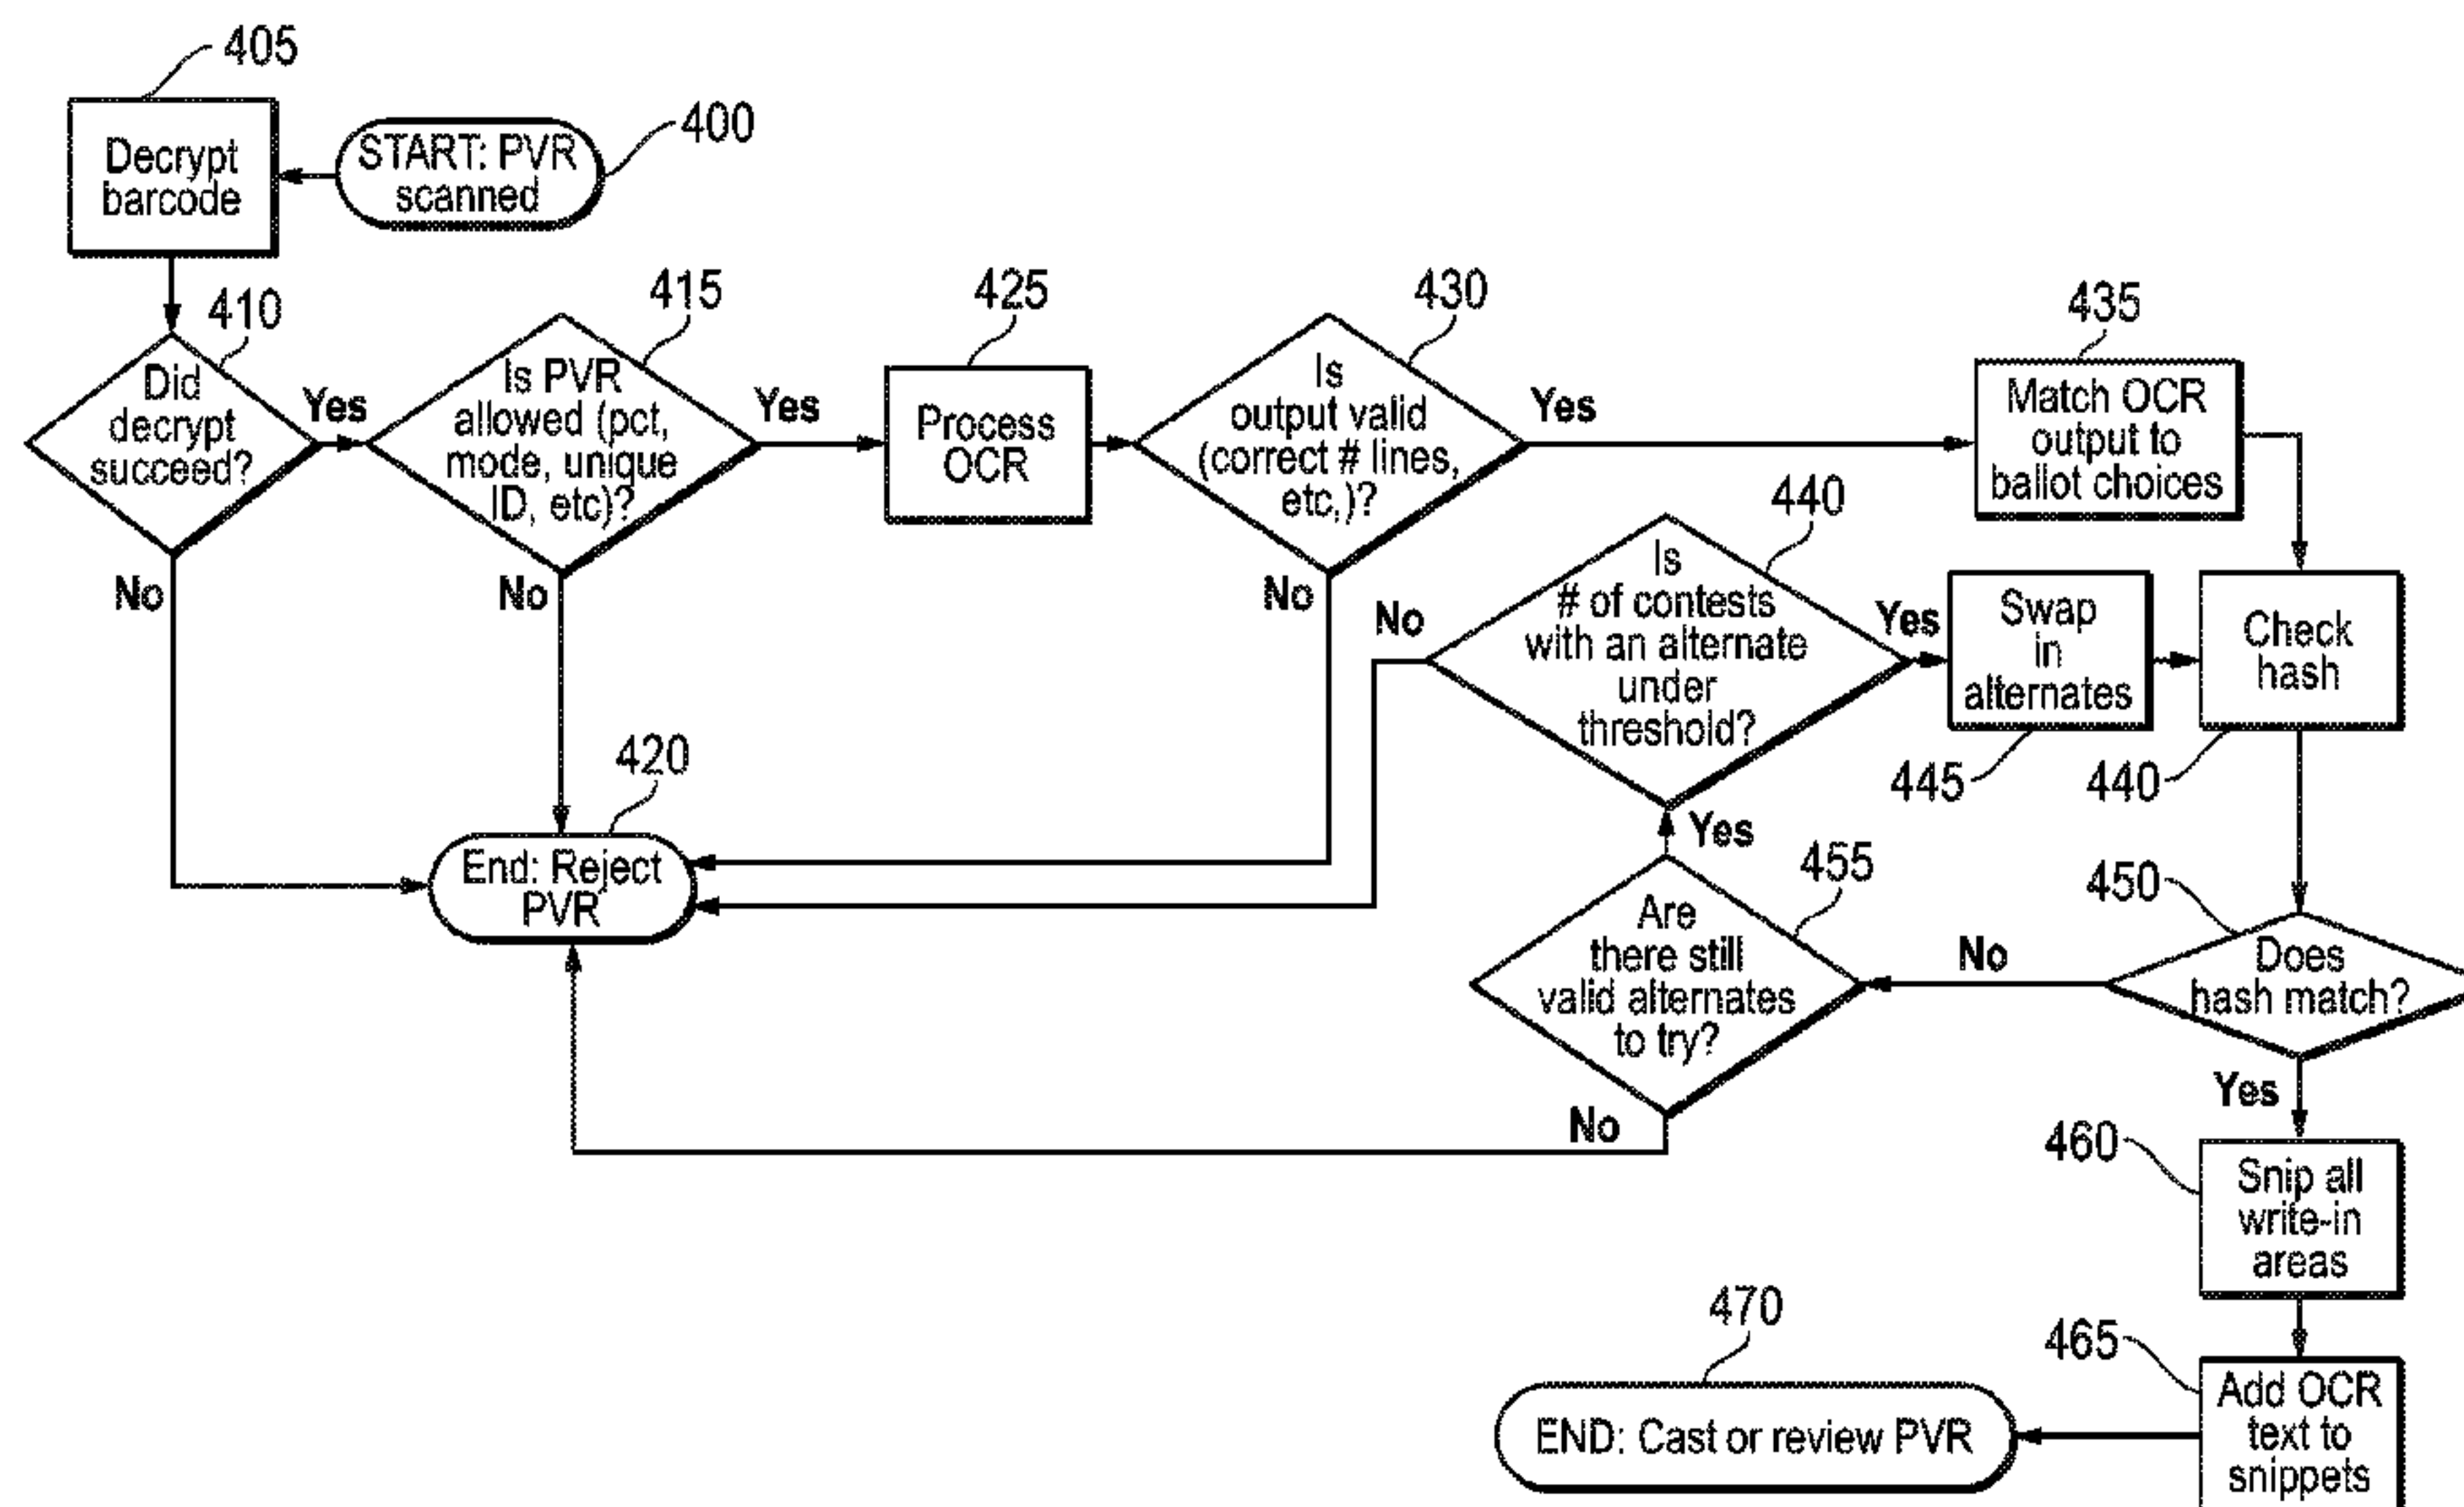 405
Decrypt
barcode
START: PVR
scanned
400
410
Did
decrypt
succeed?
Yes
No
415
Is PVR
allowed (pct,
mode, unique
ID, etc)?
Yes
No
425
Process
OCR
430
Is
output valid
(correct # lines,
etc,)?
Yes
No
435
Match OCR
output to
ballot choices
440
Is
# of contests
with an alternate
under
threshold?
No
Yes
Swap
in
alternates
445
Check
hash
440
420
End: Reject
PVR
Yes
455
Are
there still
valid alternates
to try?
No
450
Does
hash match?
No
Yes
460
Snip all
write-in
areas
465
Add OCR
text to
snippets
470
END: Cast or review PVR